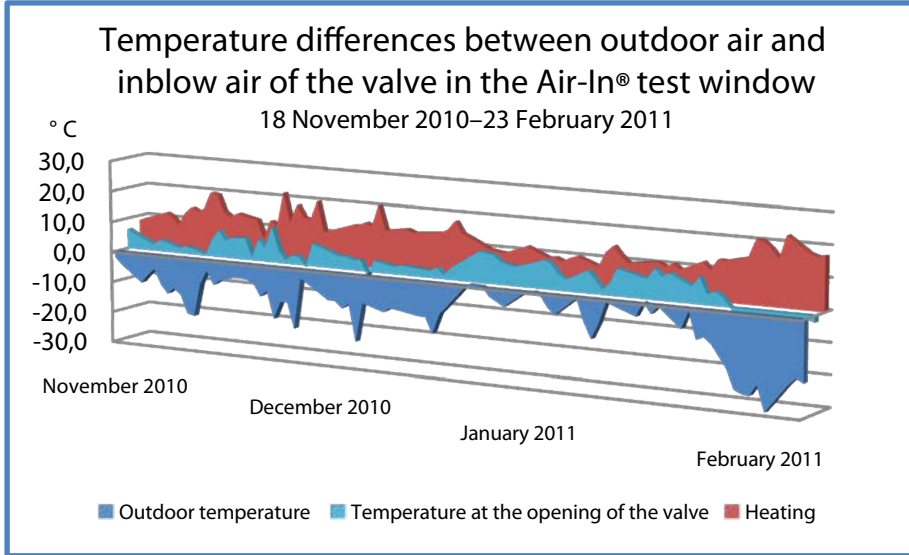 Temperature differences between outdoor air and
inblow air of the valve in the Air-In® test window
18 November 2010–23 February 2011
° C
30,0
20,0
10,0
0,0
-10,0
-20,0
-30,0
November 2010
December 2010
January 2011
February 2011
Outdoor temperature
Temperature at the opening of the valve
Heating